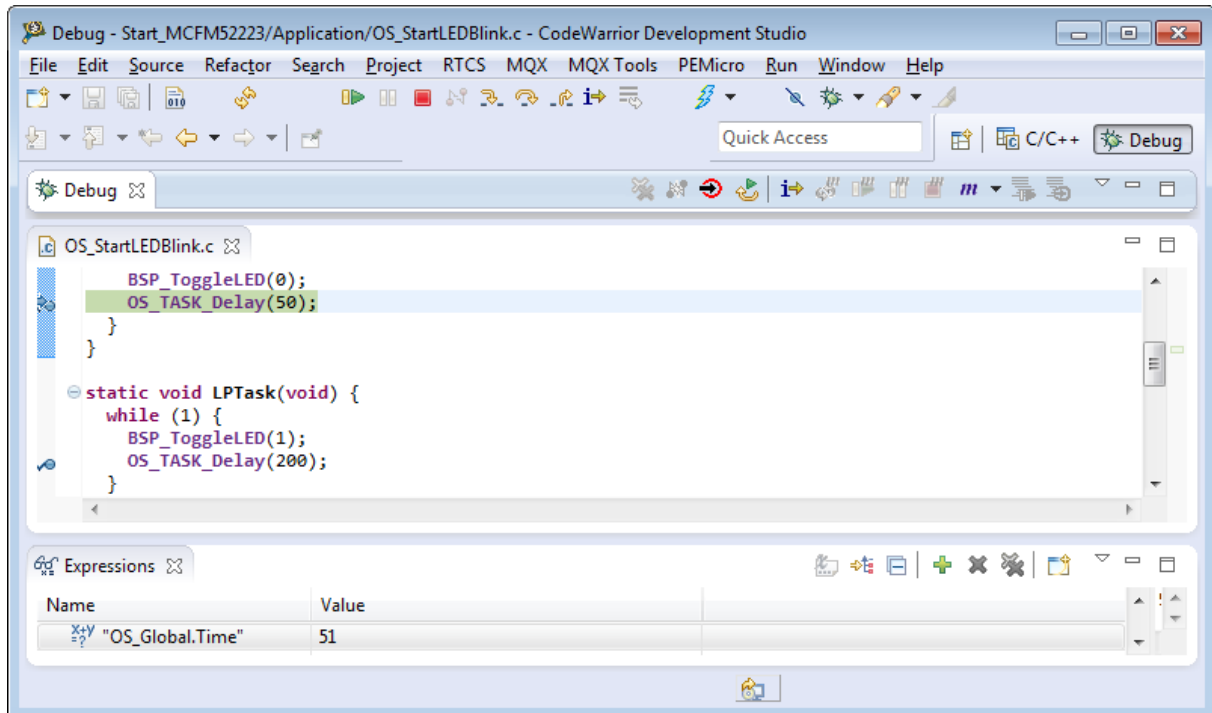 Debug - Start_MCFM52223/Application/OS_StartLEDBlink.c - CodeWarrior Development Studio
File Edit Source Refactor Search Project RTCS MQX MQX Tools PEMicro Run Window Help
010
Quick Access C/C++ Debug
Debug
OS_StartLEDBlink.c
BSP_ToggleLED(0);
OS_TASK_Delay(50);
}
}
static void LPTask(void) {
while (1) {
BSP_ToggleLED(1);
OS_TASK_Delay(200);
}
Expressions
Name Value
"OS_Global.Time" 51